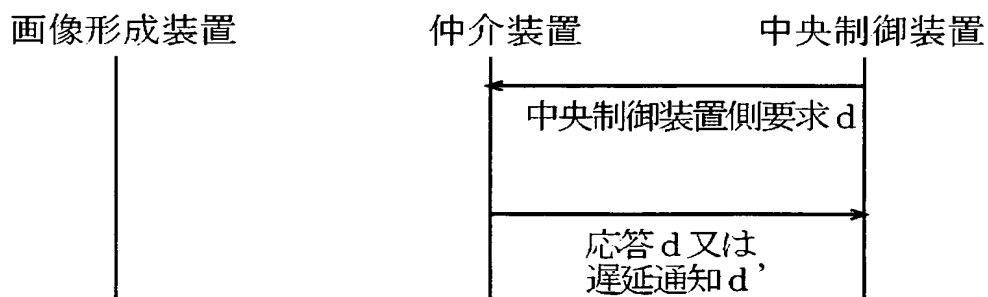 画像形成装置
仲介装置
中央制御装置
中央制御装置側要求d
応答d又は
遅延通知d’